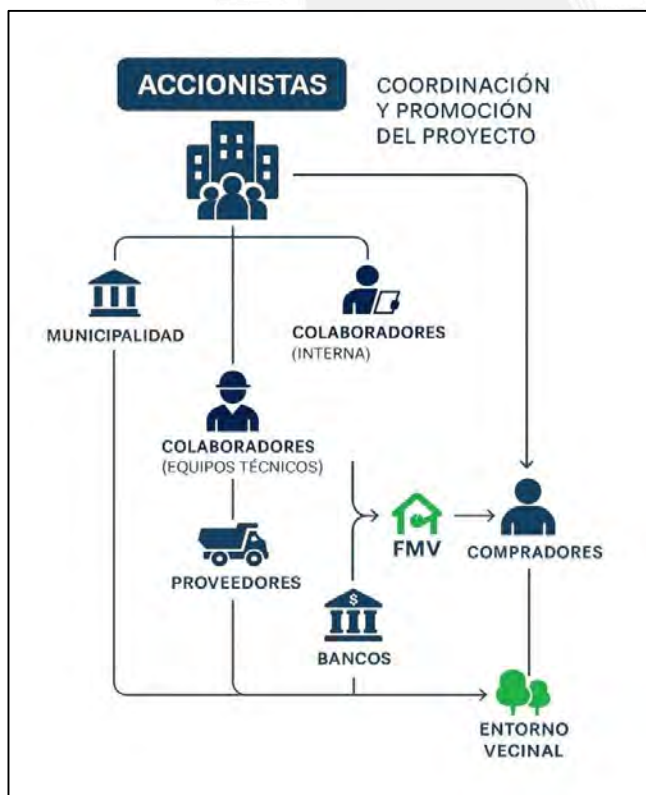 ACCIONISTAS
COORDINACIÓN
Y PROMOCIÓN
DEL PROYECTO
MUNICIPALIDAD
COLABORADORES
(INTERNA)
COLABORADORES
(EQUIPOS TÉCNICOS)
FMV
COMPRADORES
PROVEEDORES
$
BANCOS
ENTORNO
VECINAL